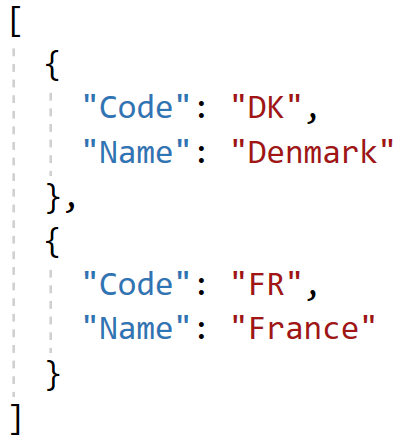 [
  {
    "Code": "DK",
    "Name": "Denmark"
  },
  {
    "Code": "FR",
    "Name": "France"
  }
]